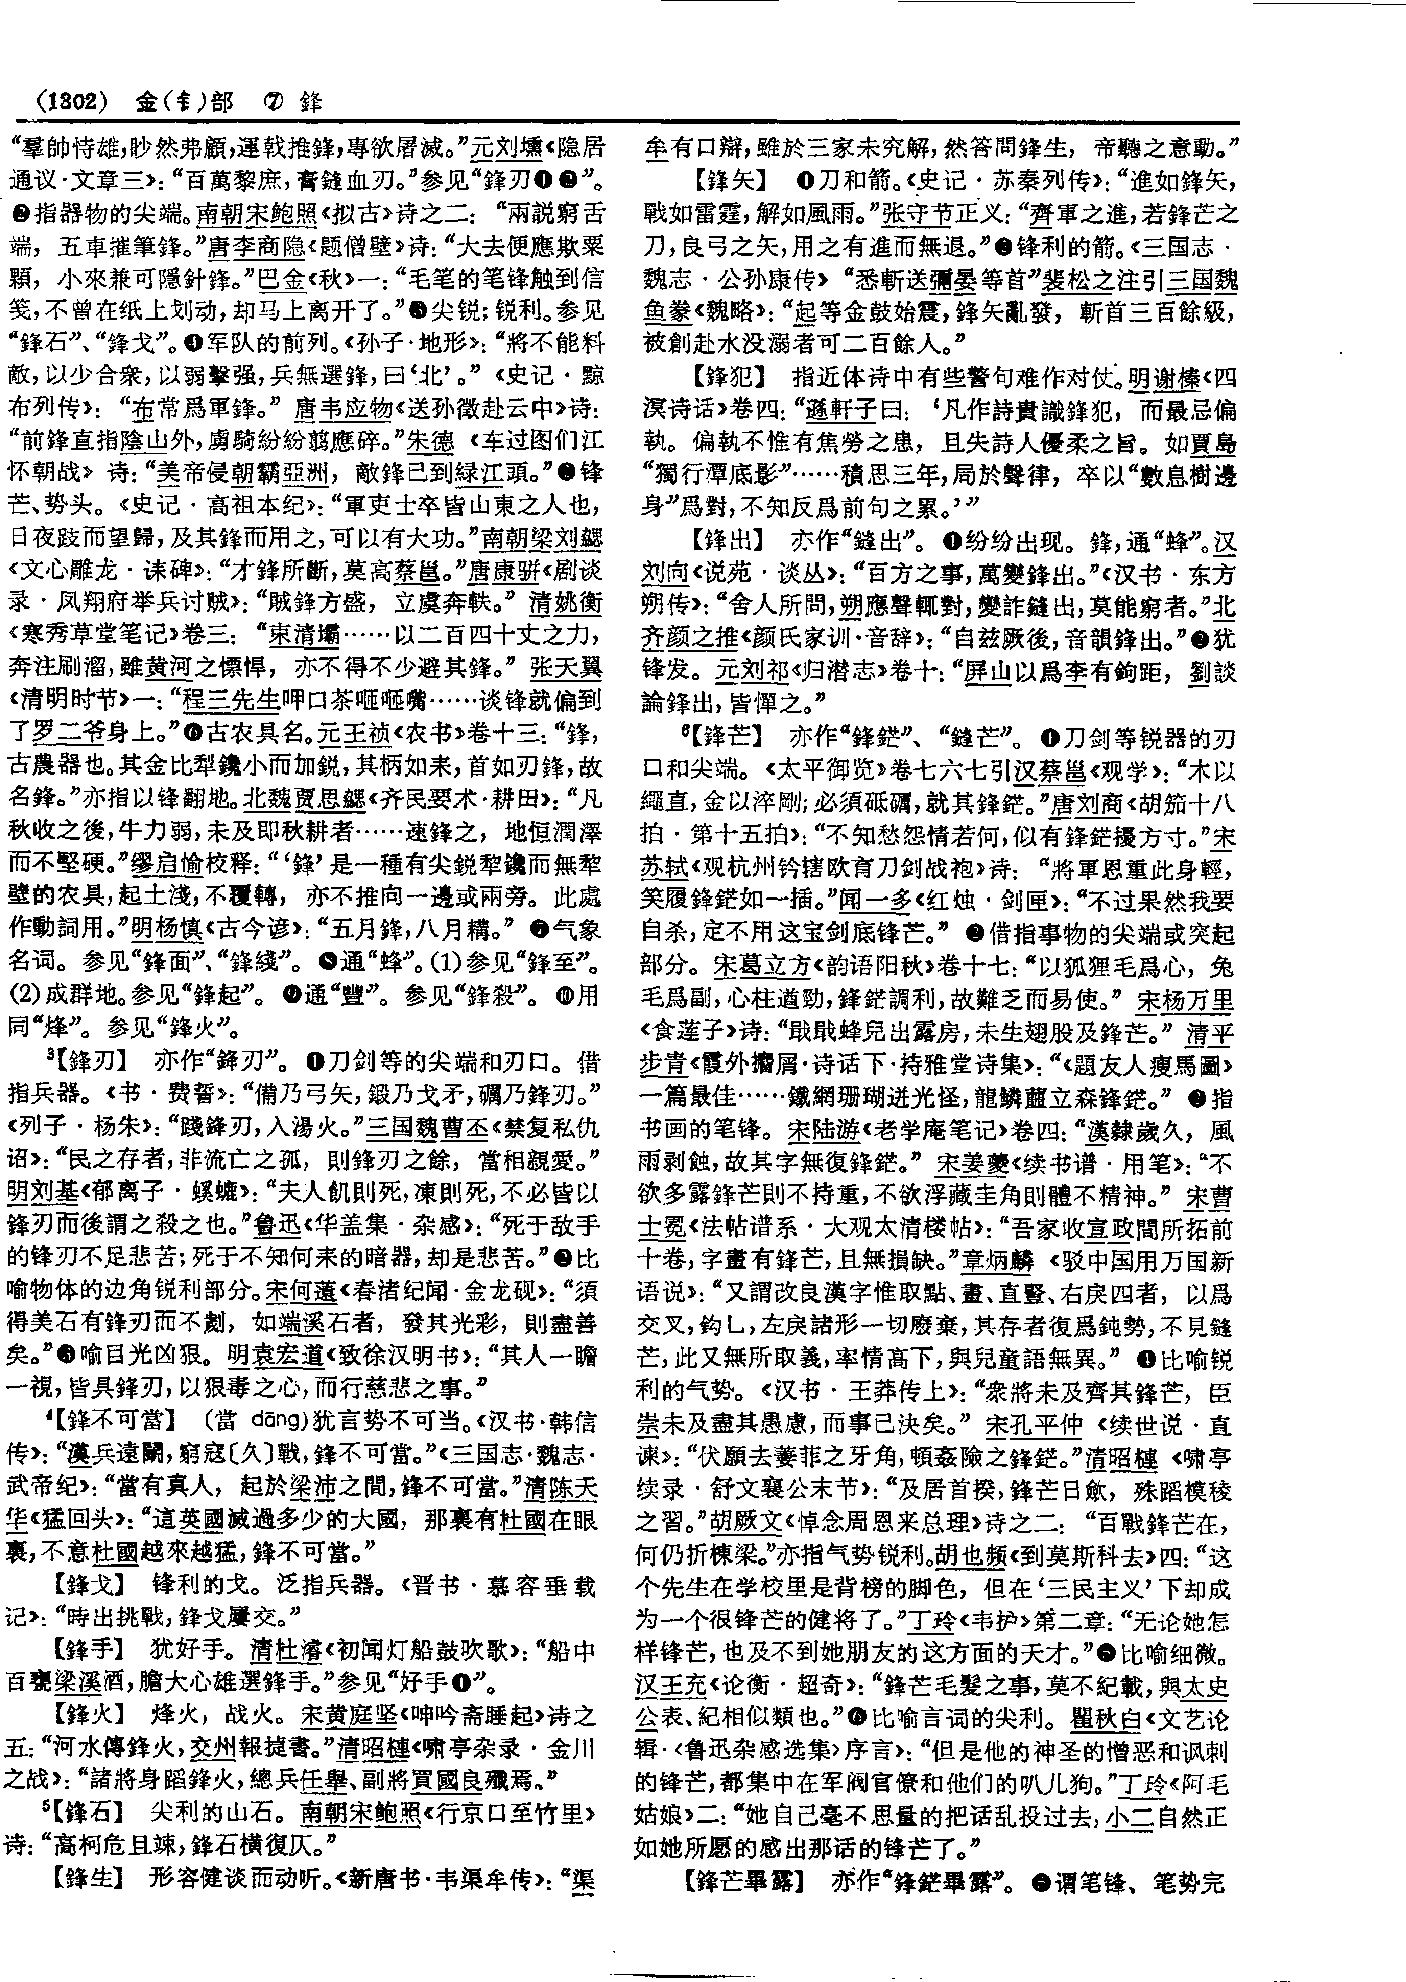 (1302) 金(钅)部 ⑦ 鋒
“羣帥恃雄,眇然弗顧,運戟推鋒,專欲屠滅。”元刘壎《隐居
通议·文章三》:“百萬黎庶,膏鏠血刃。”参见“鋒刃❶❷”。
❷指器物的尖端。南朝宋鲍照《拟古》诗之二: “兩説窮舌
端, 五車摧筆鋒。”唐李商隐《题僧壁》诗:“大去便應欺粟
顆, 小來兼可隱針鋒。”巴金《秋》一:“毛笔的笔锋触到信
笺,不曾在纸上划动,却马上离开了。”❸尖锐;锐利。参见
“鋒石”、“鋒戈”。❹军队的前列。《孙子·地形》:“將不能料
敵,以少合衆,以弱擊强,兵無選鋒,曰‘北’。”《史记·黥
布列传》: “布常爲軍鋒。” 唐韦应物《送孙徵赴云中》诗:
“前鋒直指陰山外,虜騎紛紛翦應碎。”朱德《车过图们江
怀朝战》诗:“美帝侵朝霸亞洲, 敵鋒已到緑江頭。”❺锋
芒、势头。《史记·高祖本纪》:“軍吏士卒皆山東之人也,
日夜跂而望歸,及其鋒而用之,可以有大功。”南朝梁刘勰
《文心雕龙·诔碑》:“才鋒所斷,莫高蔡邕。”唐康骈《剧谈
录·凤翔府举兵讨贼》:“賊鋒方盛, 立虞奔軼。” 清姚衡
《寒秀草堂笔记》卷三: “束清壩……以二百四十丈之力,
奔注刷溜,雖黄河之慓悍, 亦不得不少避其鋒。” 张天翼
《清明时节》一:“程三先生呷口茶咂咂嘴……谈锋就偏到
了罗二爷身上。”❻古农具名。元王祯《农书》卷十三:“鋒,
古農器也。其金比犁鑱小而加鋭,其柄如耒,首如刃鋒,故
名鋒。”亦指以锋翻地。北魏贾思勰《齐民要术·耕田》:“凡
秋收之後,牛力弱,未及即秋耕者……速鋒之, 地恒潤澤
而不堅硬。”缪启愉校释:“‘鋒’是一種有尖鋭犁鑱而無犁
壁的农具,起土淺,不覆轉, 亦不推向一邊或兩旁。此處
作動詞用。”明杨慎《古今谚》:“五月鋒,八月耩。” ❼气象
名词。参见“鋒面”、“鋒綫”。❽通“蜂”。(1)参见“鋒至”。
(2)成群地。参见“鋒起”。❾通“豐”。参见“鋒殺”。❿用
同“烽”。参见“鋒火”。
³【鋒刃】 亦作“鏠刃”。❶刀剑等的尖端和刃口。借
指兵器。《书·费誓》:“備乃弓矢,鍛乃戈矛,礪乃鋒刃。”
《列子·杨朱》:“踐鋒刃,入湯火。”三国魏曹丕《禁复私仇
诏》:“民之存者,非流亡之孤, 則鋒刃之餘, 當相親愛。”
明刘基《郁离子·螇螰》:“夫人飢則死,凍則死,不必皆以
鋒刃而後謂之殺之也。”鲁迅《华盖集·杂感》:“死于敌手
的锋刃不足悲苦;死于不知何来的暗器,却是悲苦。”❷比
喻物体的边角锐利部分。宋何薳《春渚纪闻·金龙砚》:“須
得美石有鋒刃而不劃, 如端溪石者, 發其光彩, 則盡善
矣。”❸喻目光凶狠。明袁宏道《致徐汉明书》:“其人一瞻
一視,皆具鋒刃,以狠毒之心,而行慈悲之事。”
⁴【鋒不可當】 (當 dāng)犹言势不可当。《汉书·韩信
传》:“漢兵遠鬭,窮寇〔久〕戰,鋒不可當。”《三国志·魏志·
武帝纪》:“當有真人, 起於梁沛之間,鋒不可當。”清陈天
华《猛回头》:“這英國滅過多少的大國, 那裏有杜國在眼
裏,不意杜國越來越猛,鋒不可當。”
【鋒戈】 锋利的戈。泛指兵器。《晋书·慕容垂载
记》:“時出挑戰,鋒戈屢交。”
【鋒手】 犹好手。清杜濬《初闻灯船鼓吹歌》:“船中
百甕梁溪酒,膽大心雄選鋒手。”参见“好手❶”。
【鋒火】 烽火,战火。宋黄庭坚《呻吟斋睡起》诗之
五:“河水傳鋒火,交州報捷書。”清昭槤《啸亭杂录·金川
之战》:“諸將身蹈鋒火,總兵任舉、副將買國良殲焉。”
⁵【鋒石】 尖利的山石。南朝宋鲍照《行京口至竹里》
诗:“高柯危且竦,鋒石横復仄。”
【鋒生】 形容健谈而动听。《新唐书·韦渠牟传》:“渠
牟有口辯,雖於三家未究解,然答問鋒生, 帝聽之意動。”
【鋒矢】 ❶刀和箭。《史记·苏秦列传》:“進如鋒矢,
戰如雷霆,解如風雨。”张守节正义:“齊軍之進,若鋒芒之
刀,良弓之矢,用之有進而無退。”❷锋利的箭。《三国志·
魏志·公孙康传》 “悉斬送彌晏等首”裴松之注引三国魏
鱼豢《魏略》:“起等金鼓始震,鋒矢亂發, 斬首三百餘級,
被創赴水没溺者可二百餘人。”
【鋒犯】 指近体诗中有些警句难作对仗。明谢榛《四
溟诗话》卷四:“遜軒子曰: ‘凡作詩貴識鋒犯, 而最忌偏
執。偏執不惟有焦勞之患, 且失詩人優柔之旨。如賈島
“獨行潭底影”……積思三年,局於聲律, 卒以“數息樹邊
身”爲對,不知反爲前句之累。’”
【鋒出】 亦作“鏠出”。❶纷纷出现。鋒,通“蜂”。汉
刘向《说苑·谈丛》:“百方之事,萬變鋒出。”《汉书·东方
朔传》:“舍人所問,朔應聲輒對,變詐鏠出,莫能窮者。”北
齐颜之推《颜氏家训·音辞》:“自兹厥後,音韻鋒出。”❷犹
锋发。元刘祁《归潜志》卷十:“屏山以爲李有鉤距, 劉談
論鋒出,皆憚之。”
⁶【鋒芒】 亦作“鋒鋩”、“鏠芒”。❶刀剑等锐器的刃
口和尖端。《太平御览》卷七六七引汉蔡邕《观学》:“木以
繩直,金以淬剛;必須砥礪,就其鋒鋩。”唐刘商《胡笳十八
拍·第十五拍》:“不知愁怨情若何,似有鋒鋩擾方寸。”宋
苏轼《观杭州钤辖欧育刀剑战袍》诗: “將軍恩重此身輕,
笑履鋒鋩如一插。”闻一多《红烛·剑匣》:“不过果然我要
自杀,定不用这宝剑底锋芒。”❷借指事物的尖端或突起
部分。宋葛立方《韵语阳秋》卷十七:“以狐狸毛爲心, 兔
毛爲副,心柱遒勁,鋒鋩調利,故難乏而易使。” 宋杨万里
《食莲子》诗:“戢戢蜂兒出露房,未生翅股及鋒芒。” 清平
步青《霞外攟屑·诗话下·持雅堂诗集》:“《題友人瘦馬圖》
一篇最佳……鐵網珊瑚迸光怪,龍鱗矗立森鋒鋩。” ❸指
书画的笔锋。宋陆游《老学庵笔记》卷四:“漢隸歲久, 風
雨剥蝕,故其字無復鋒鋩。” 宋姜夔《续书谱·用笔》:“不
欲多露鋒芒則不持重,不欲浮藏圭角則體不精神。” 宋曹
士冕《法帖谱系·大观太清楼帖》:“吾家收宣政間所拓前
十卷,字畫有鋒芒,且無損缺。”章炳麟《驳中国用万国新
语说》:“又謂改良漢字惟取點、畫、直豎、右戾四者, 以爲
交叉,鈎乚,左戾諸形一切廢棄,其存者復爲鈍勢,不見鏠
芒,此又無所取義,率情高下,與兒童語無異。” ❹比喻锐
利的气势。《汉书·王莽传上》:“衆將未及齊其鋒芒, 臣
崇未及盡其愚慮,而事已決矣。” 宋孔平仲《续世说·直
谏》:“伏願去萋菲之牙角,頓姦險之鋒鋩。”清昭槤《啸亭
续录·舒文襄公末节》:“及居首揆,鋒芒日斂, 殊蹈模稜
之習。”胡厥文《悼念周恩来总理》诗之二: “百戰鋒芒在,
何仍折棟梁。”亦指气势锐利。胡也频《到莫斯科去》四:“这
个先生在学校里是背榜的脚色, 但在‘三民主义’下却成
为一个很锋芒的健将了。”丁玲《韦护》第二章:“无论她怎
样锋芒,也及不到她朋友的这方面的天才。”❺比喻细微。
汉王充《论衡·超奇》:“鋒芒毛髮之事,莫不紀載,與太史
公表、紀相似類也。”❻比喻言词的尖利。瞿秋白《文艺论
辑·〈鲁迅杂感选集〉序言》:“但是他的神圣的憎恶和讽刺
的锋芒,都集中在军阀官僚和他们的叭儿狗。”丁玲《阿毛
姑娘》二:“她自己毫不思量的把话乱投过去,小二自然正
如她所愿的感出那话的锋芒了。”
【鋒芒畢露】 亦作“鋒鋩畢露”。❶谓笔锋、笔势完